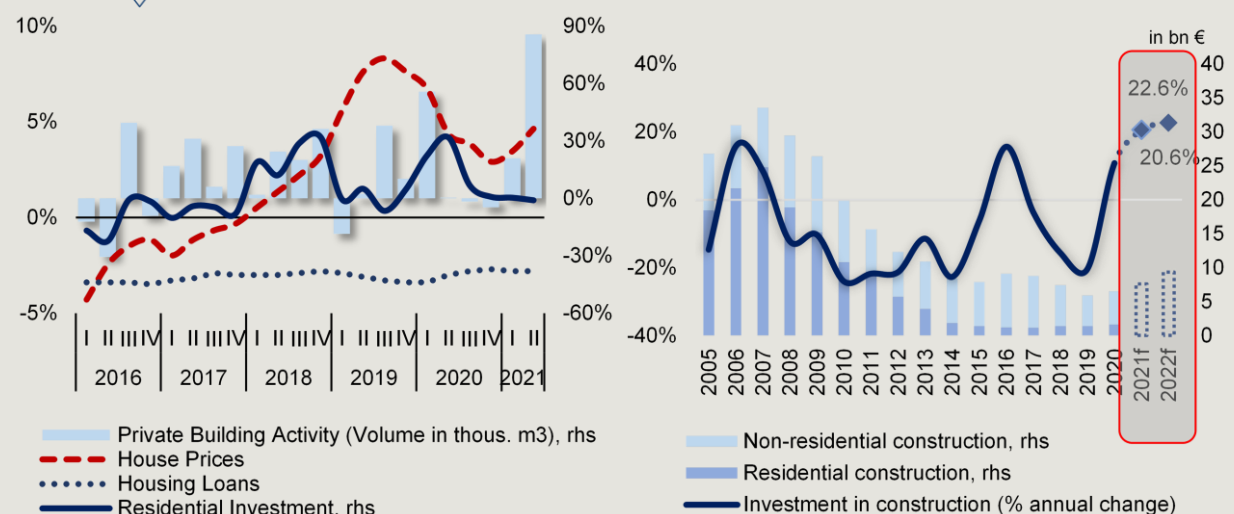 10%
5%
0%
-5%
90%
60%
30%
0%
-30%
-60%
I II III IV I II III IV I II III IV I II III IV I II III IV I II
2016 2017 2018 2019 2020 2021
Private Building Activity (Volume in thous. m3), rhs
House Prices
Housing Loans
Residential Investment, rhs
in bn €
40%
20%
0%
-20%
-40%
40
35
30
25
20
15
10
5
0
22.6%
20.6%
2005 2006 2007 2008 2009 2010 2011 2012 2013 2014 2015 2016 2017 2018 2019 2020 2021f 2022f
Non-residential construction, rhs
Residential construction, rhs
Investment in construction (% annual change)